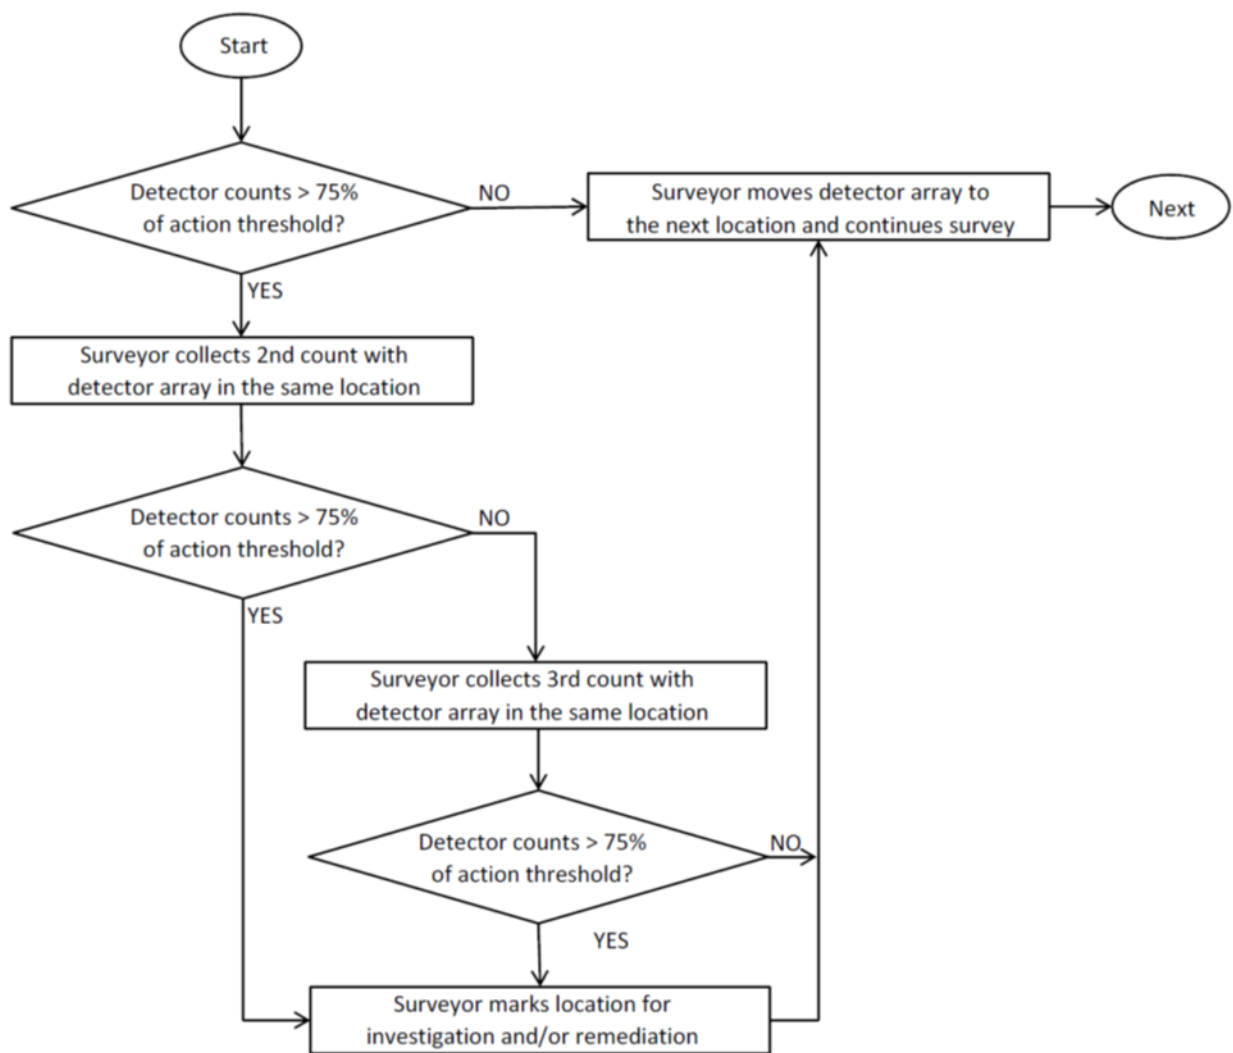 Start
Detector counts > 75%
of action threshold?
NO
Surveyor moves detector array to
the next location and continues survey
Next
YES
Surveyor collects 2nd count with
detector array in the same location
Detector counts > 75%
of action threshold?
NO
YES
Surveyor collects 3rd count with
detector array in the same location
Detector counts > 75%
of action threshold?
NO
YES
Surveyor marks location for
investigation and/or remediation